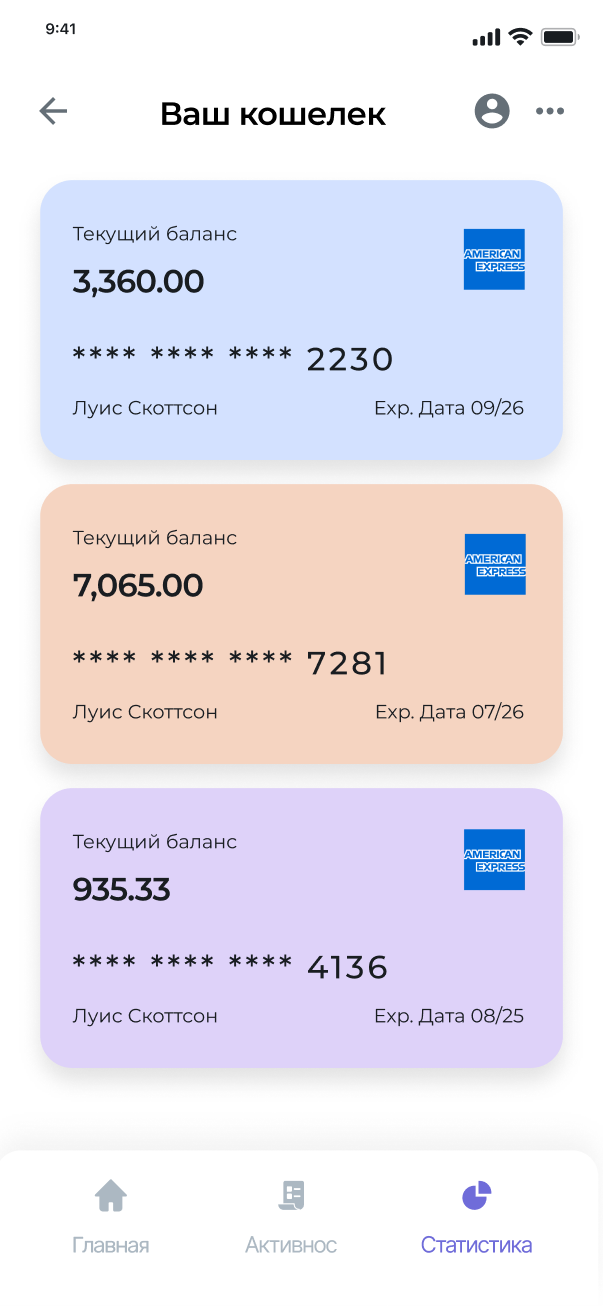 9:41
Ваш кошелек
Текущий баланс
AMERICAN
EXPRESS
3,360.00
**** **** **** 2230
Луис Скоттсон Exp. Дата 09/26
Текущий баланс
AMERICAN
EXPRESS
7,065.00
**** **** **** 7281
Луис Скоттсон Exp. Дата 07/26
Текущий баланс
AMERICAN
EXPRESS
935.33
**** **** **** 4136
Луис Скоттсон Exp. Дата 08/25
Главная Активнос Статистика